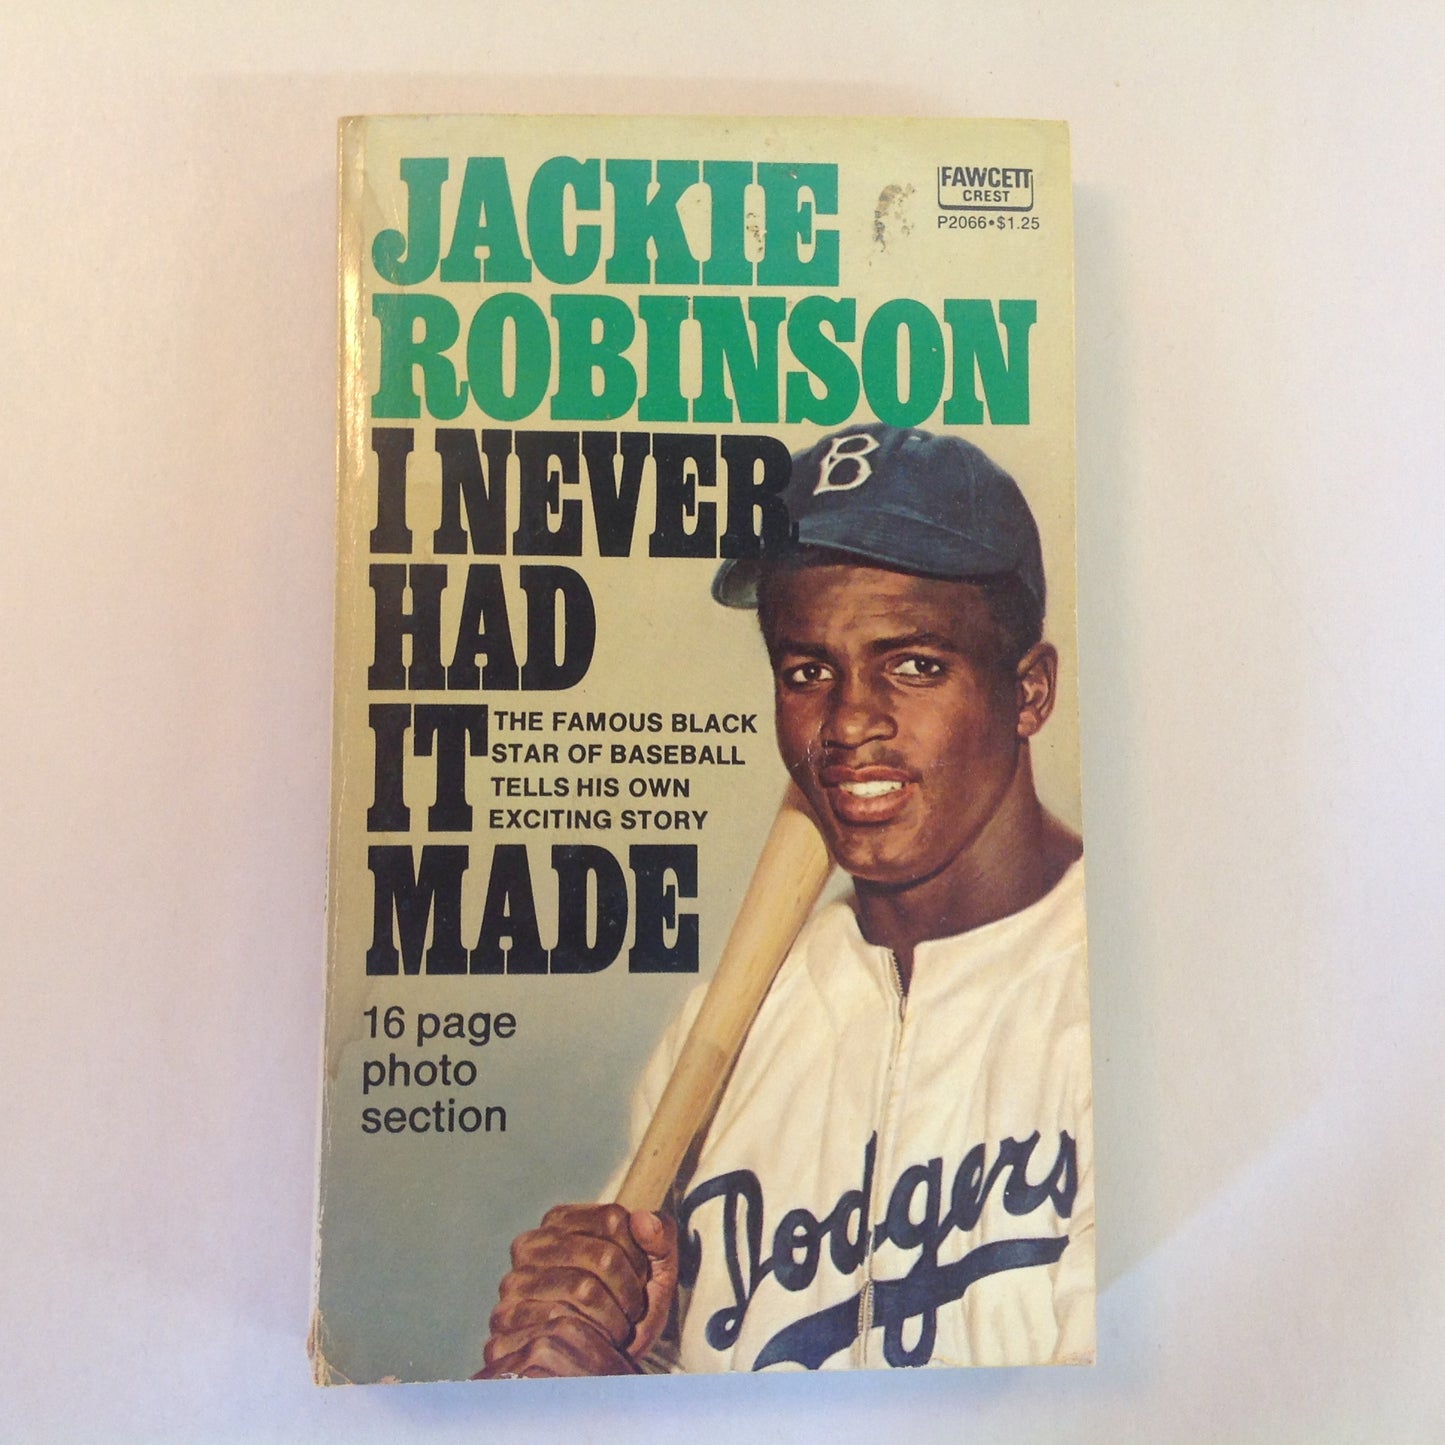 JACKIE
ROBINSON
FAWCETT
CREST
P2066•$1.25
I NEVER
HAD
IT
THE FAMOUS BLACK
STAR OF BASEBALL
TELLS HIS OWN
EXCITING STORY
MADE
16 page
photo
section
B
Dodgers